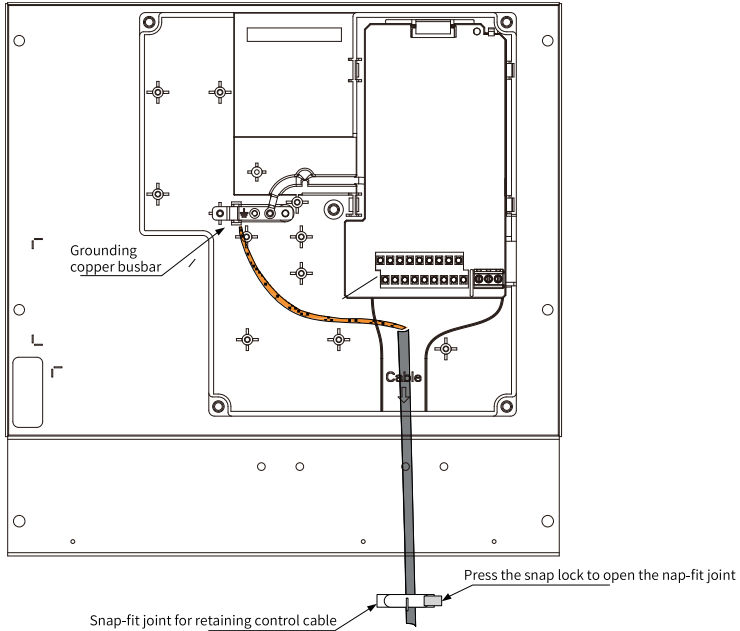 Grounding
copper busbar
Cable
Press the snap lock to open the nap-fit joint
Snap-fit joint for retaining control cable